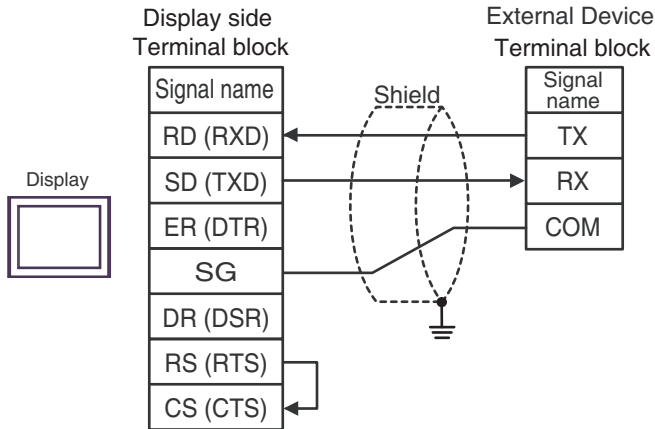 Display side
Terminal block
External Device
Terminal block
Signal name
Shield
Signal
name
RD (RXD)
TX
SD (TXD)
RX
Display
ER (DTR)
COM
SG
DR (DSR)
RS (RTS)
CS (CTS)